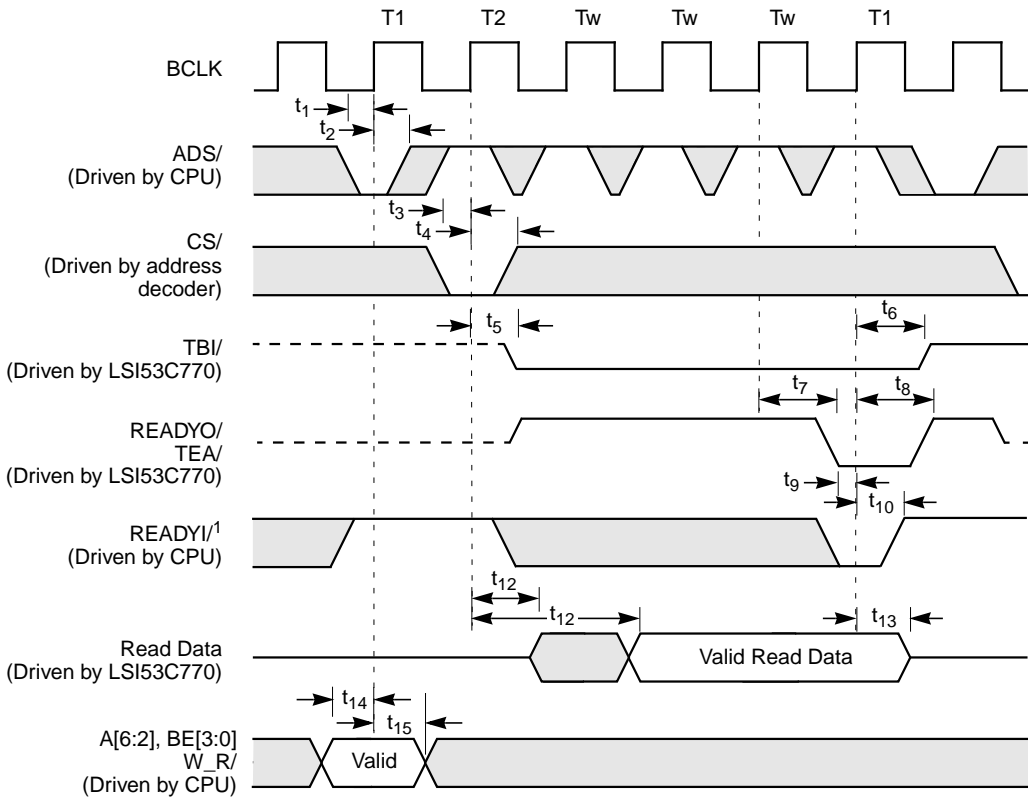 T1 T2 Tw Tw Tw T1
BCLK
t1
t2
ADS/
(Driven by CPU)
t3
t4
CS/
(Driven by address
decoder)
t5
t6
TBI/
(Driven by LSI53C770)
t7
t8
READYO/
TEA/
(Driven by LSI53C770)
t9
t10
READYI/1
(Driven by CPU)
t12
t12
t13
Read Data
(Driven by LSI53C770)
Valid Read Data
t14
t15
A[6:2], BE[3:0]
W_R/
(Driven by CPU)
Valid